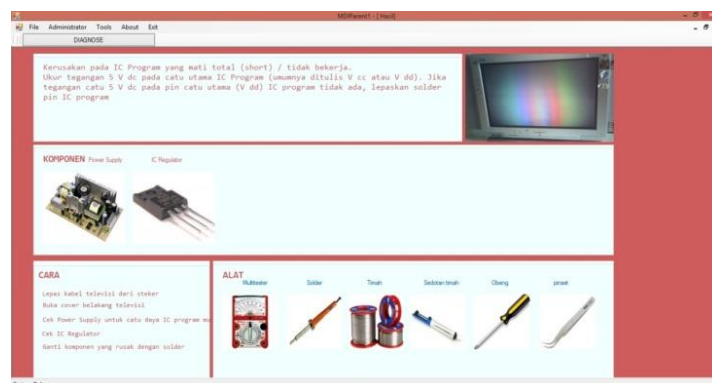 MDIParent1 - [Hasil]
File Administrator Tools About Exit
DIAGNOSE
Kerusakan pada IC Program yang mati total (short) / tidak bekerja.
Ukur tegangan 5 V dc pada catu utama IC Program (umumnya ditulis V cc atau V dd). Jika
tegangan catu 5 V dc pada pin catu utama (V dd) IC program tidak ada, lepaskan solder
pin IC program
KOMPONEN Power Supply IC Regulator
CARA
Lepas kabel televisi dari steker
Buka cover belakang televisi
Cek Power Supply untuk catu daya IC program mu
Cek IC Regulator
Ganti komponen yang rusak dengan solder
ALAT
Multitester Solder Timah Sedotan timah Obeng pinset